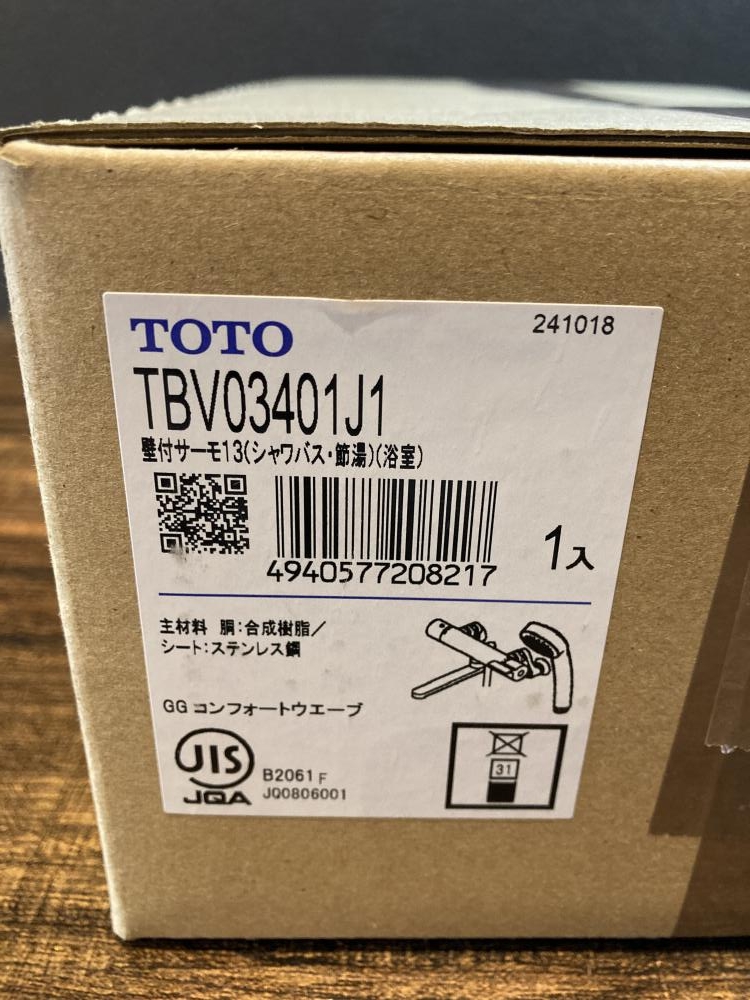 TOTO
241018
TBV03401J1
壁付サーモ13(シャワバス・節湯)(浴室)
4940577208217
1入
主材料 胴:合成樹脂/
シート:ステンレス鋼
GG コンフォートウエーブ
JIS
JQA
B2061 F
JQ0806001
31